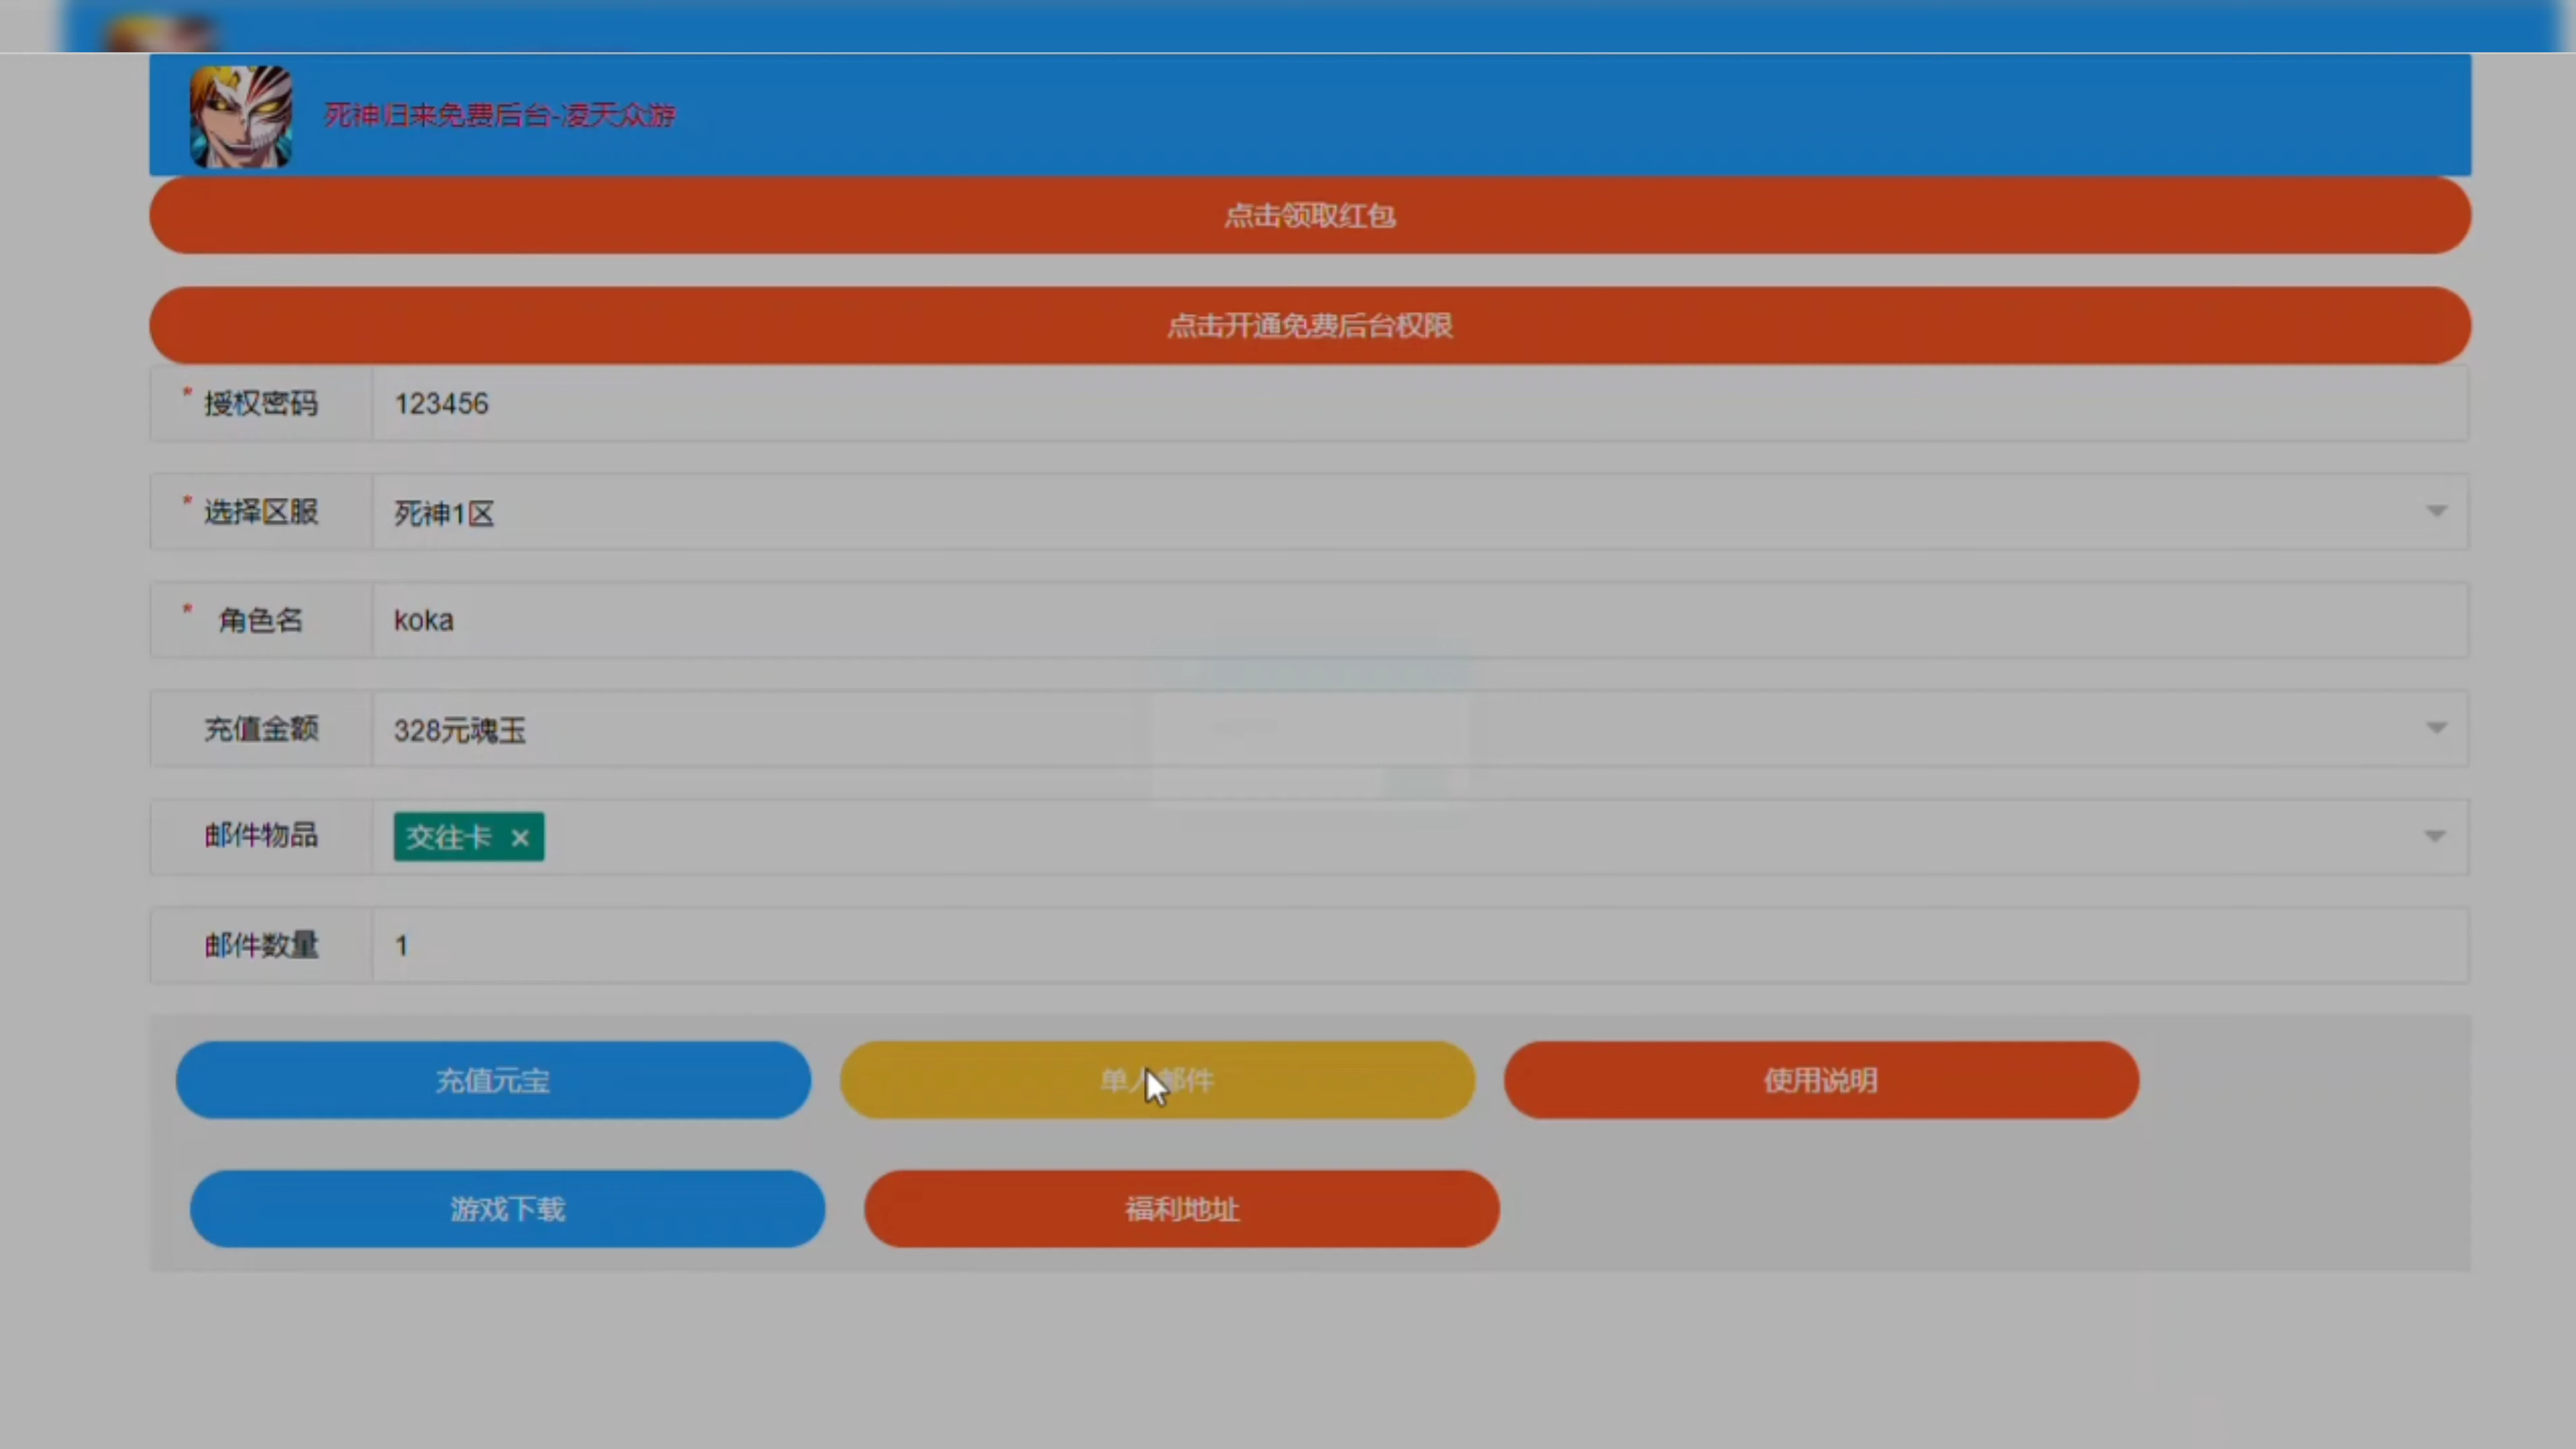 死神归来免费后台-凌天众游
点击领取红包
点击开通免费后台权限
* 授权密码 123456
* 选择区服 死神1区
* 角色名 koka
充值金额 328元魂玉
邮件物品 交往卡 ×
邮件数量 1
充值元宝 单人邮件 使用说明
游戏下载 福利地址